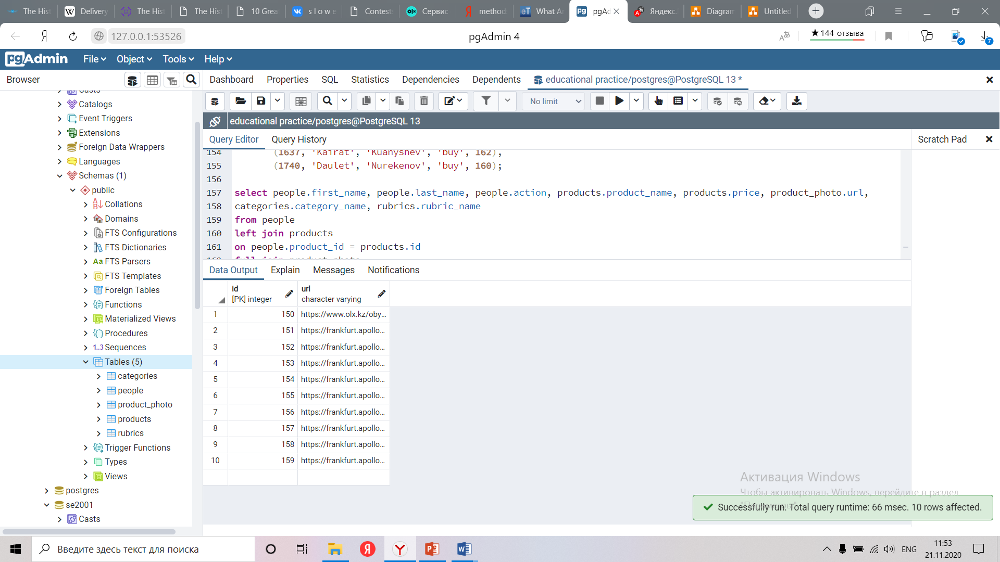 The Hist
Delivery
The Hist
The Hist
10 Grea
s l o w e
Contest
Сервис
method
What Ar
pgAd
Яндекс.
Diagram
Untitled
127.0.0.1:53526
pgAdmin 4
★ 144 отзыва
7
pgAdmin
File
Object
Tools
Help
Browser
Dashboard
Properties
SQL
Statistics
Dependencies
Dependents
educational practice/postgres@PostgreSQL 13 *
No limit
educational practice/postgres@PostgreSQL 13
Query Editor
Query History
Scratch Pad
Casts
Catalogs
Event Triggers
Extensions
Foreign Data Wrappers
Languages
Schemas (1)
public
Collations
Domains
FTS Configurations
FTS Dictionaries
FTS Parsers
FTS Templates
Foreign Tables
Functions
Materialized Views
Procedures
1..3 Sequences
Tables (5)
categories
people
product_photo
products
rubrics
Trigger Functions
Types
Views
postgres
se2001
Casts
154 (1637, 'Kairat', 'Kuanyshev', 'buy', 162),
155 (1740, 'Daulet', 'Nurekenov', 'buy', 160);
156
157 select people.first_name, people.last_name, people.action, products.product_name, products.price, product_photo.url,
158 categories.category_name, rubrics.rubric_name
159 from people
160 left join products
161 on people.product_id = products.id
162 full join product_photo
Data Output
Explain
Messages
Notifications
id
[PK] integer
url
character varying
1 150 https://www.olx.kz/oby...
2 151 https://frankfurt.apollo...
3 152 https://frankfurt.apollo...
4 153 https://frankfurt.apollo...
5 154 https://frankfurt.apollo...
6 155 https://frankfurt.apollo...
7 156 https://frankfurt.apollo...
8 157 https://frankfurt.apollo...
9 158 https://frankfurt.apollo...
10 159 https://frankfurt.apollo...
Активация Windows
Чтобы активировать Windows, перейдите в раздел
"Параметры".
Successfully run. Total query runtime: 66 msec. 10 rows affected.
Введите здесь текст для поиска
ENG
11:53
21.11.2020